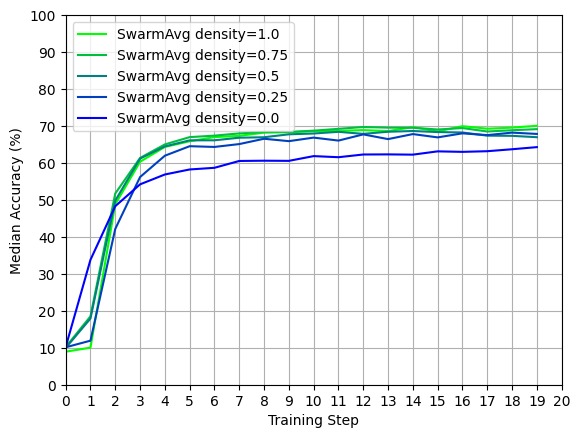 SwarmAvg density=1.0
SwarmAvg density=0.75
SwarmAvg density=0.5
SwarmAvg density=0.25
SwarmAvg density=0.0
Median Accuracy (%)
100
90
80
70
60
50
40
30
20
10
0
0 1 2 3 4 5 6 7 8 9 10 11 12 13 14 15 16 17 18 19 20
Training Step